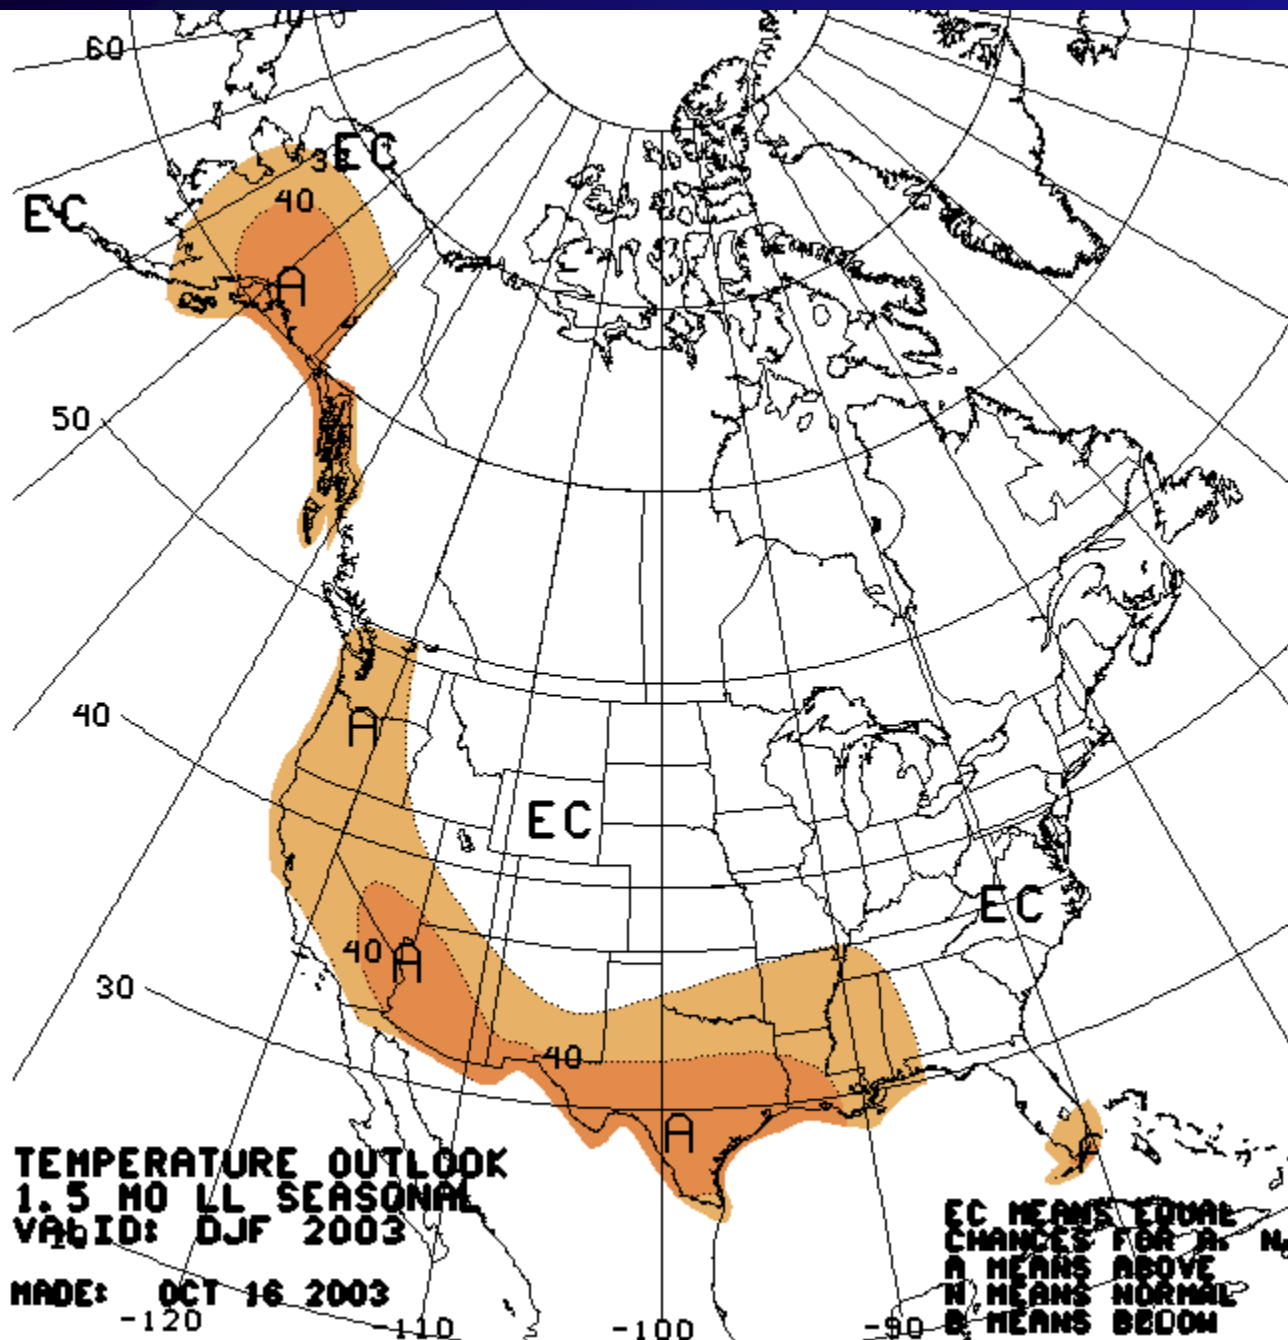 60
EC
EC
40
A
50
40
A
EC
EC
40
A
30
40
A
TEMPERATURE OUTLOOK
1.5 MO LL SEASONAL
VALID: DJF 2003
MADE: OCT 16 2003
-120
-110
-100
-90
EC MEANS EQUAL
CHANCES FOR A, N,
A MEANS ABOVE
N MEANS NORMAL
B MEANS BELOW